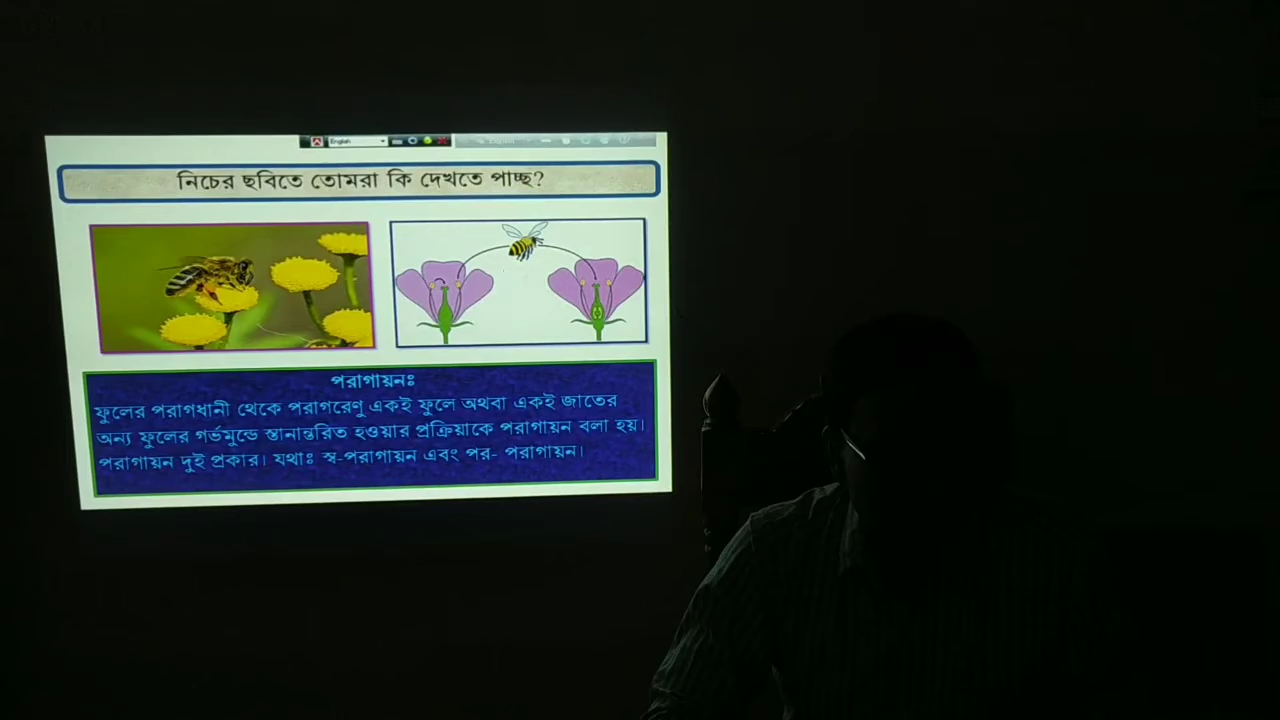 English
নিচের ছবিতে তোমরা কি দেখতে পাচ্ছ?
পরাগায়নঃ
ফুলের পরাগধানী থেকে পরাগরেণু একই ফুলে অথবা একই জাতের
অন্য ফুলের গর্ভমুন্ডে স্তানান্তরিত হওয়ার প্রক্রিয়াকে পরাগায়ন বলা হয়।
পরাগায়ন দুই প্রকার। যথাঃ স্ব-পরাগায়ন এবং পর- পরাগায়ন।